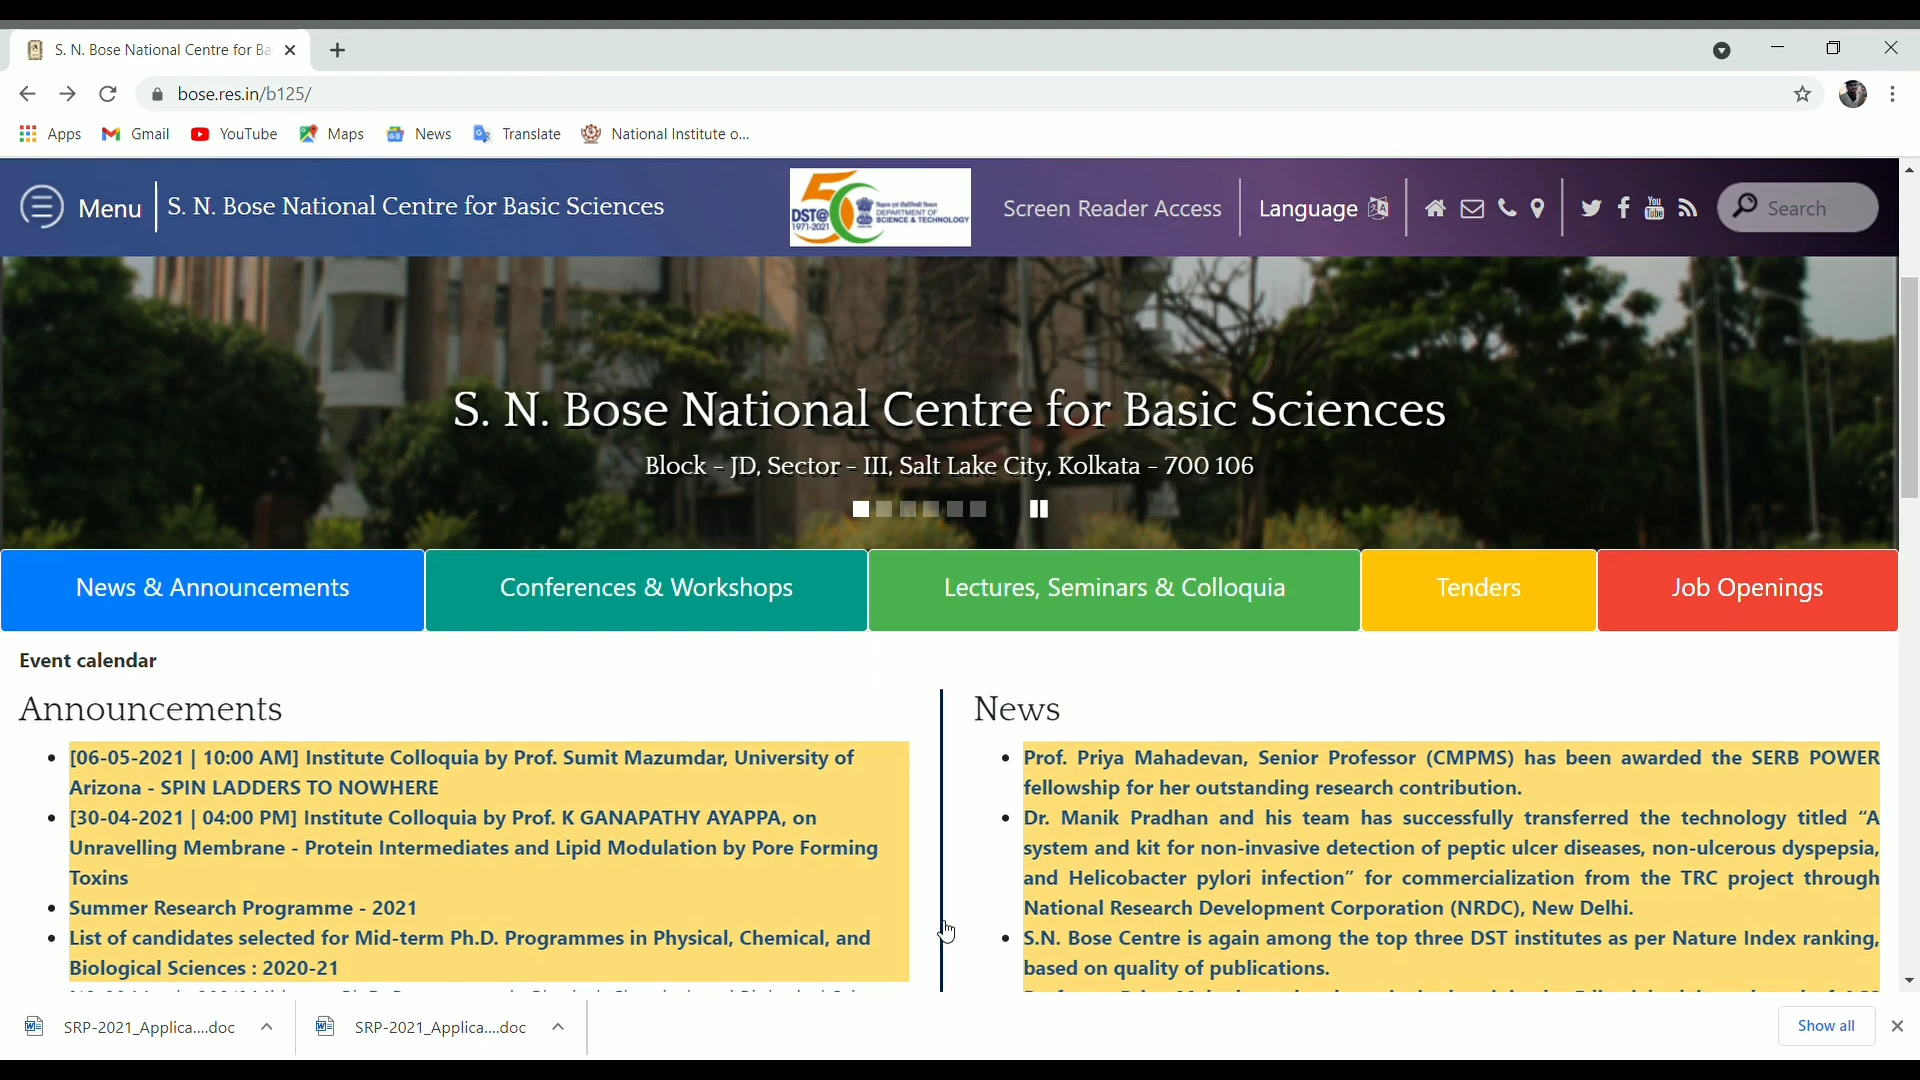 S. N. Bose National Centre for Ba
bose.res.in/b125/
Apps
Gmail
YouTube
Maps
News
Translate
National Institute o...
Menu
S. N. Bose National Centre for Basic Sciences
50
DST@
1971-2021
DEPARTMENT OF
SCIENCE & TECHNOLOGY
Screen Reader Access
Language
You
Tube
Search
S. N. Bose National Centre for Basic Sciences
Block - JD, Sector - III, Salt Lake City, Kolkata - 700 106
News & Announcements
Conferences & Workshops
Lectures, Seminars & Colloquia
Tenders
Job Openings
Event calendar
Announcements
[06-05-2021 | 10:00 AM] Institute Colloquia by Prof. Sumit Mazumdar, University of
Arizona - SPIN LADDERS TO NOWHERE
[30-04-2021 | 04:00 PM] Institute Colloquia by Prof. K GANAPATHY AYAPPA, on
Unravelling Membrane - Protein Intermediates and Lipid Modulation by Pore Forming
Toxins
Summer Research Programme - 2021
List of candidates selected for Mid-term Ph.D. Programmes in Physical, Chemical, and
Biological Sciences : 2020-21
News
Prof. Priya Mahadevan, Senior Professor (CMPMS) has been awarded the SERB POWER
fellowship for her outstanding research contribution.
Dr. Manik Pradhan and his team has successfully transferred the technology titled “A
system and kit for non-invasive detection of peptic ulcer diseases, non-ulcerous dyspepsia,
and Helicobacter pylori infection” for commercialization from the TRC project through
National Research Development Corporation (NRDC), New Delhi.
S.N. Bose Centre is again among the top three DST institutes as per Nature Index ranking,
based on quality of publications.
SRP-2021_Applica....doc
SRP-2021_Applica....doc
Show all